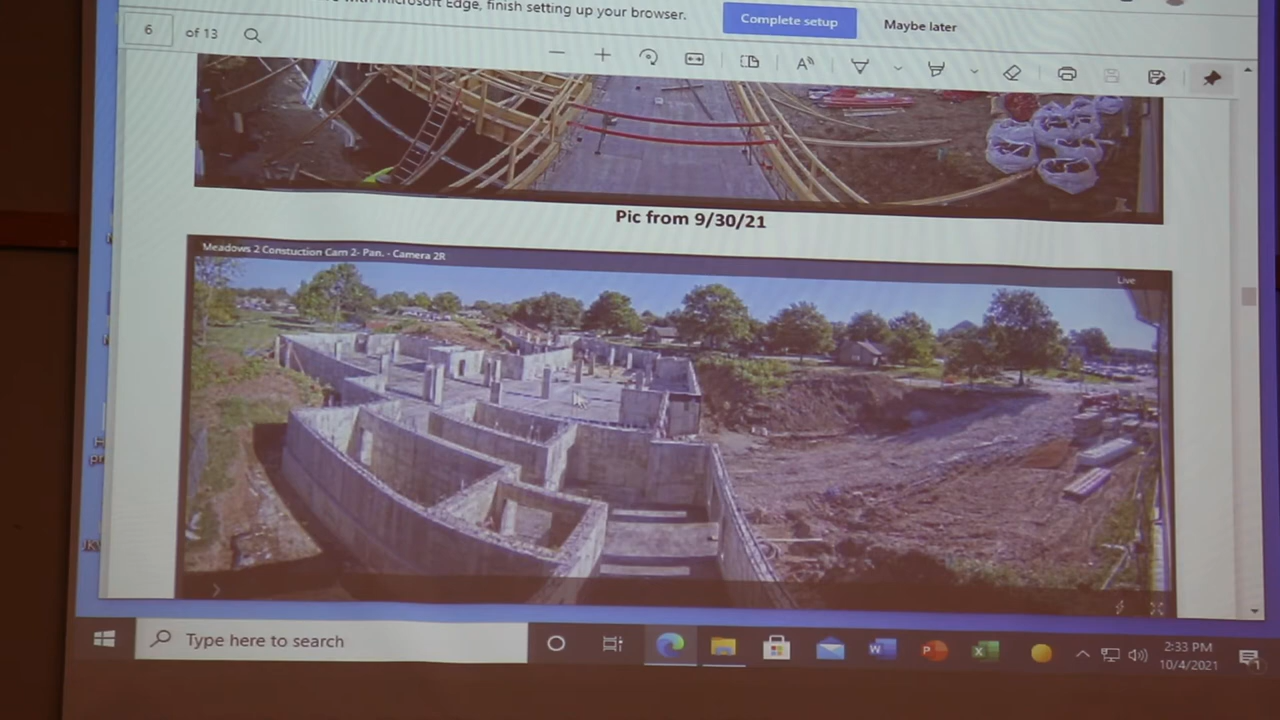 with Microsoft Edge, finish setting up your browser.
Complete setup
Maybe later
6 of 13
Pic from 9/30/21
Meadows 2 Constuction Cam 2- Pan. - Camera 2R
Live
Type here to search
2:33 PM
10/4/2021